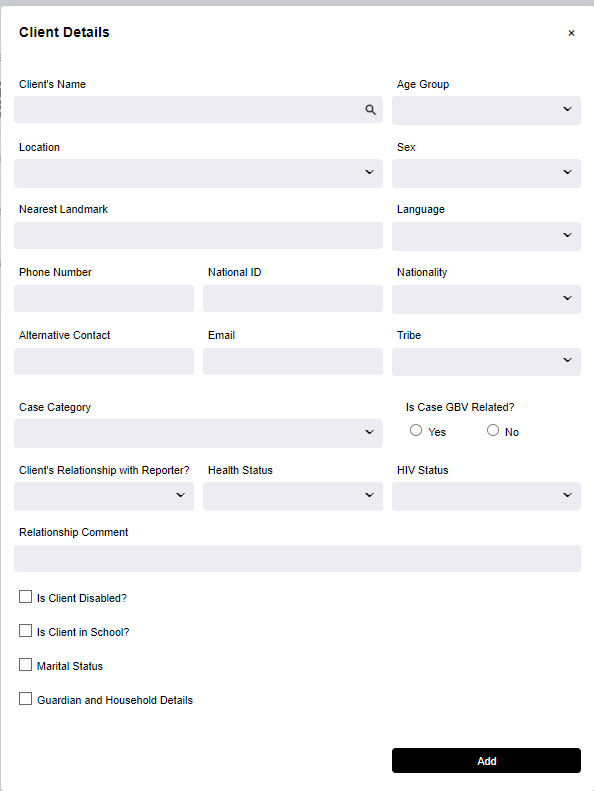 Client Details ×
Client's Name Age Group
Location Sex
Nearest Landmark Language
Phone Number National ID Nationality
Alternative Contact Email Tribe
Case Category Is Case GBV Related?
Yes No
Client's Relationship with Reporter? Health Status HIV Status
Relationship Comment
Is Client Disabled?
Is Client in School?
Marital Status
Guardian and Household Details
Add